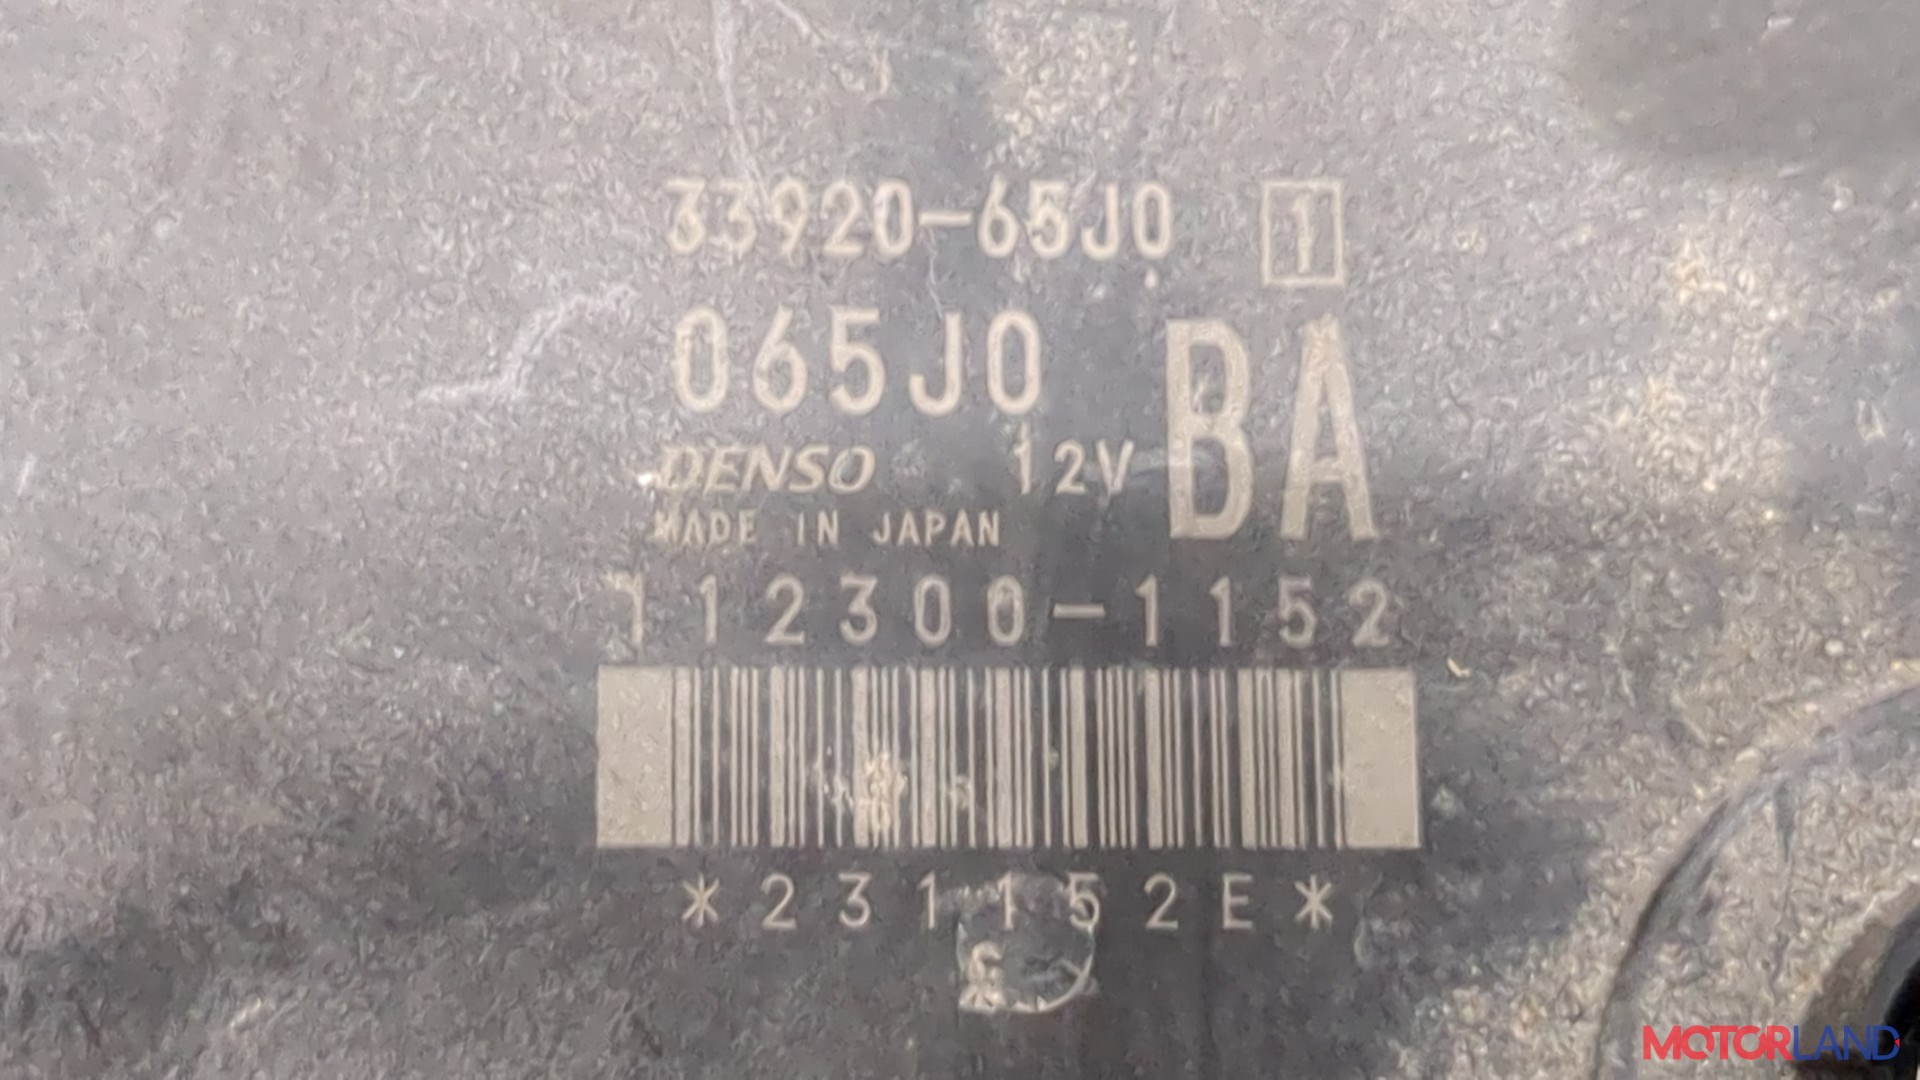 33920-65J0 1
065J0 BA
DENSO 12V
MADE IN JAPAN
112300-1152
*231152E*
MOTORLAND